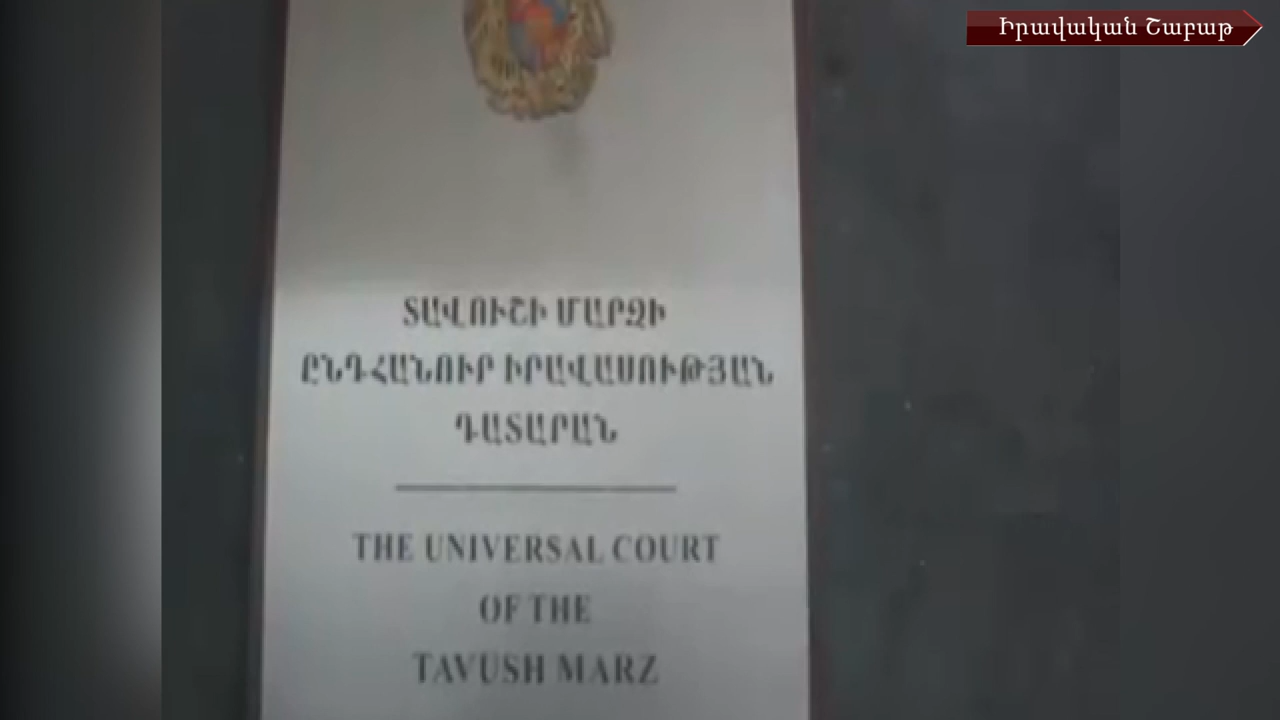 Իրավական Շաբաթ
ՏԱՎՈՒՇԻ ՄԱՐԶԻ
ԸՆԴՀԱՆՈՒՐ ԻՐԱՎԱՍՈՒԹՅԱՆ
ԴԱՏԱՐԱՆ
THE UNIVERSAL COURT
OF THE
TAVUSH MARZ